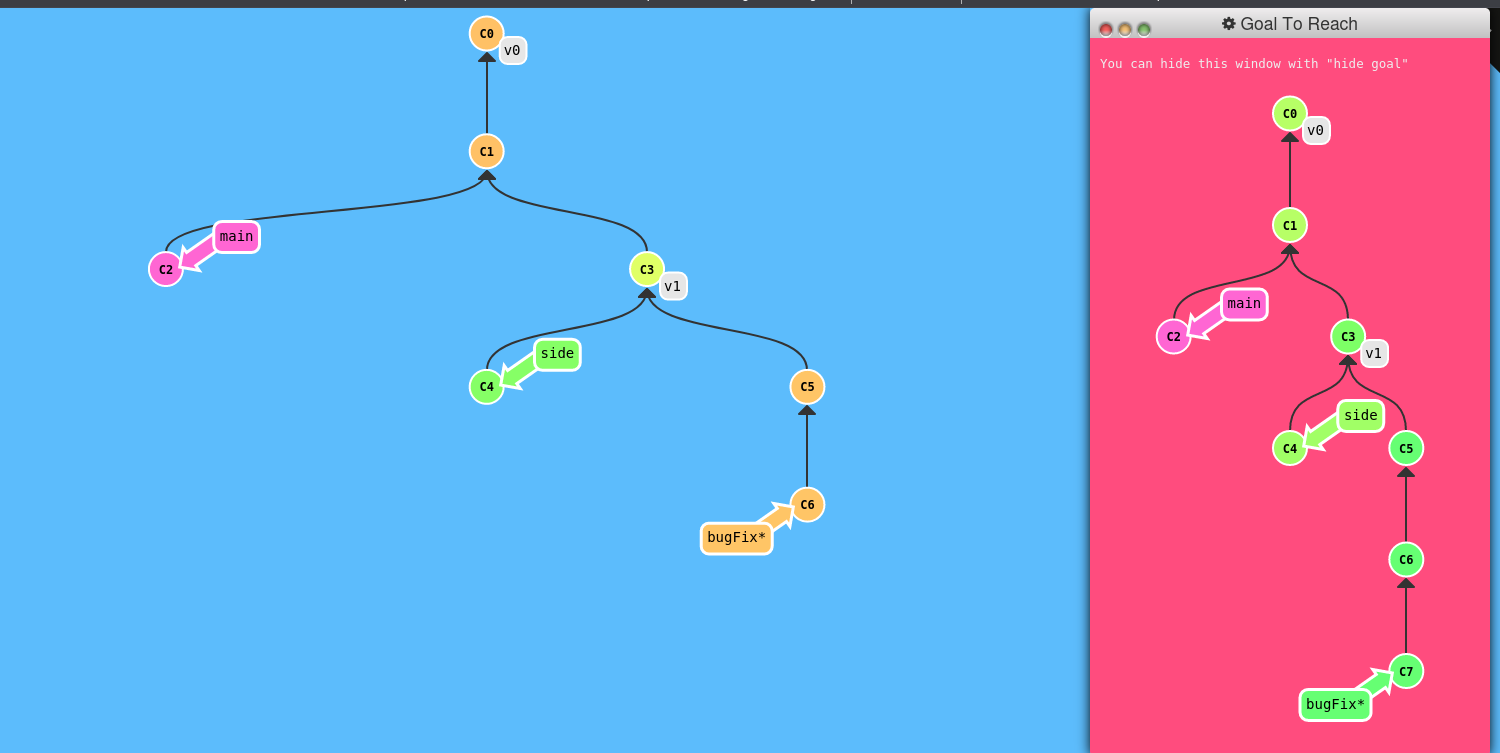 C0
v0
C1
main
C2
C3
v1
side
C4
C5
C6
bugFix*
Goal To Reach
You can hide this window with "hide goal"
C0
v0
C1
main
C2
C3
v1
side
C4
C5
C6
C7
bugFix*